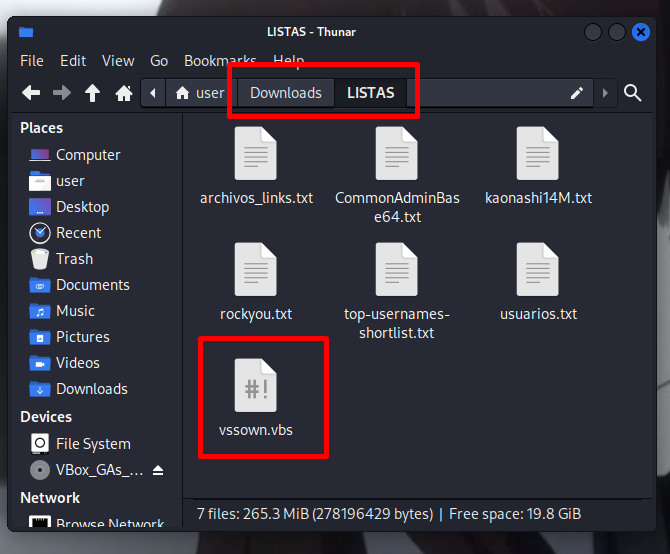 LISTAS - Thunar
File Edit View Go Bookmarks Help
user Downloads LISTAS
Places
Computer
user
Desktop
Recent
Trash
Documents
Music
Pictures
Videos
Downloads
Devices
File System
VBox_GAs_...
Network
Browse Network
archivos_links.txt
CommonAdminBas
e64.txt
kaonashi14M.txt
rockyou.txt
top-usernames-
shortlist.txt
usuarios.txt
#!
vssown.vbs
7 files: 265.3 MiB (278196429 bytes) | Free space: 19.8 GiB